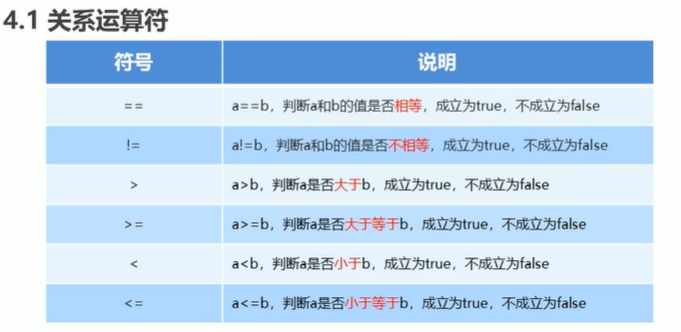 4.1 关系运算符
符号 说明
== a==b，判断a和b的值是否相等，成立为true，不成立为false
!= a!=b，判断a和b的值是否不相等，成立为true，不成立为false
> a>b，判断a是否大于b，成立为true，不成立为false
>= a>=b，判断a是否大于等于b，成立为true，不成立为false
< a<b，判断a是否小于b，成立为true，不成立为false
<= a<=b，判断a是否小于等于b，成立为true，不成立为false